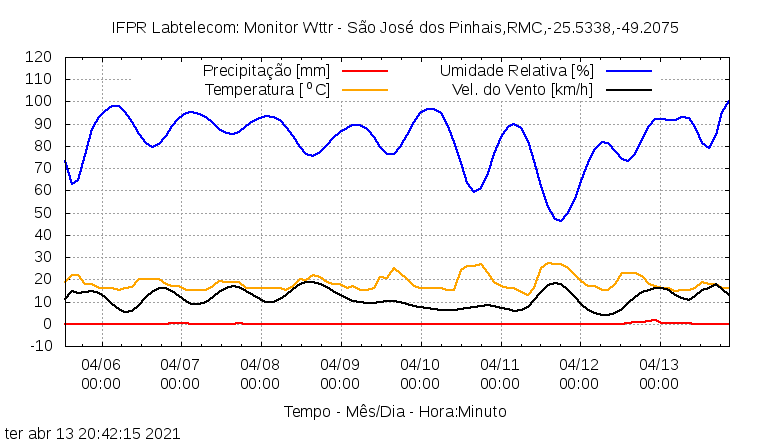 IFPR Labtelecom: Monitor Wttr - São José dos Pinhais,RMC,-25.5338,-49.2075
120
110
100
90
80
70
60
50
40
30
20
10
0
-10
Precipitação [mm]
Temperatura [⁰C]
Umidade Relativa [%]
Vel. do Vento [km/h]
04/06 04/07 04/08 04/09 04/10 04/11 04/12 04/13
00:00 00:00 00:00 00:00 00:00 00:00 00:00 00:00
Tempo - Mês/Dia - Hora:Minuto
ter abr 13 20:42:15 2021